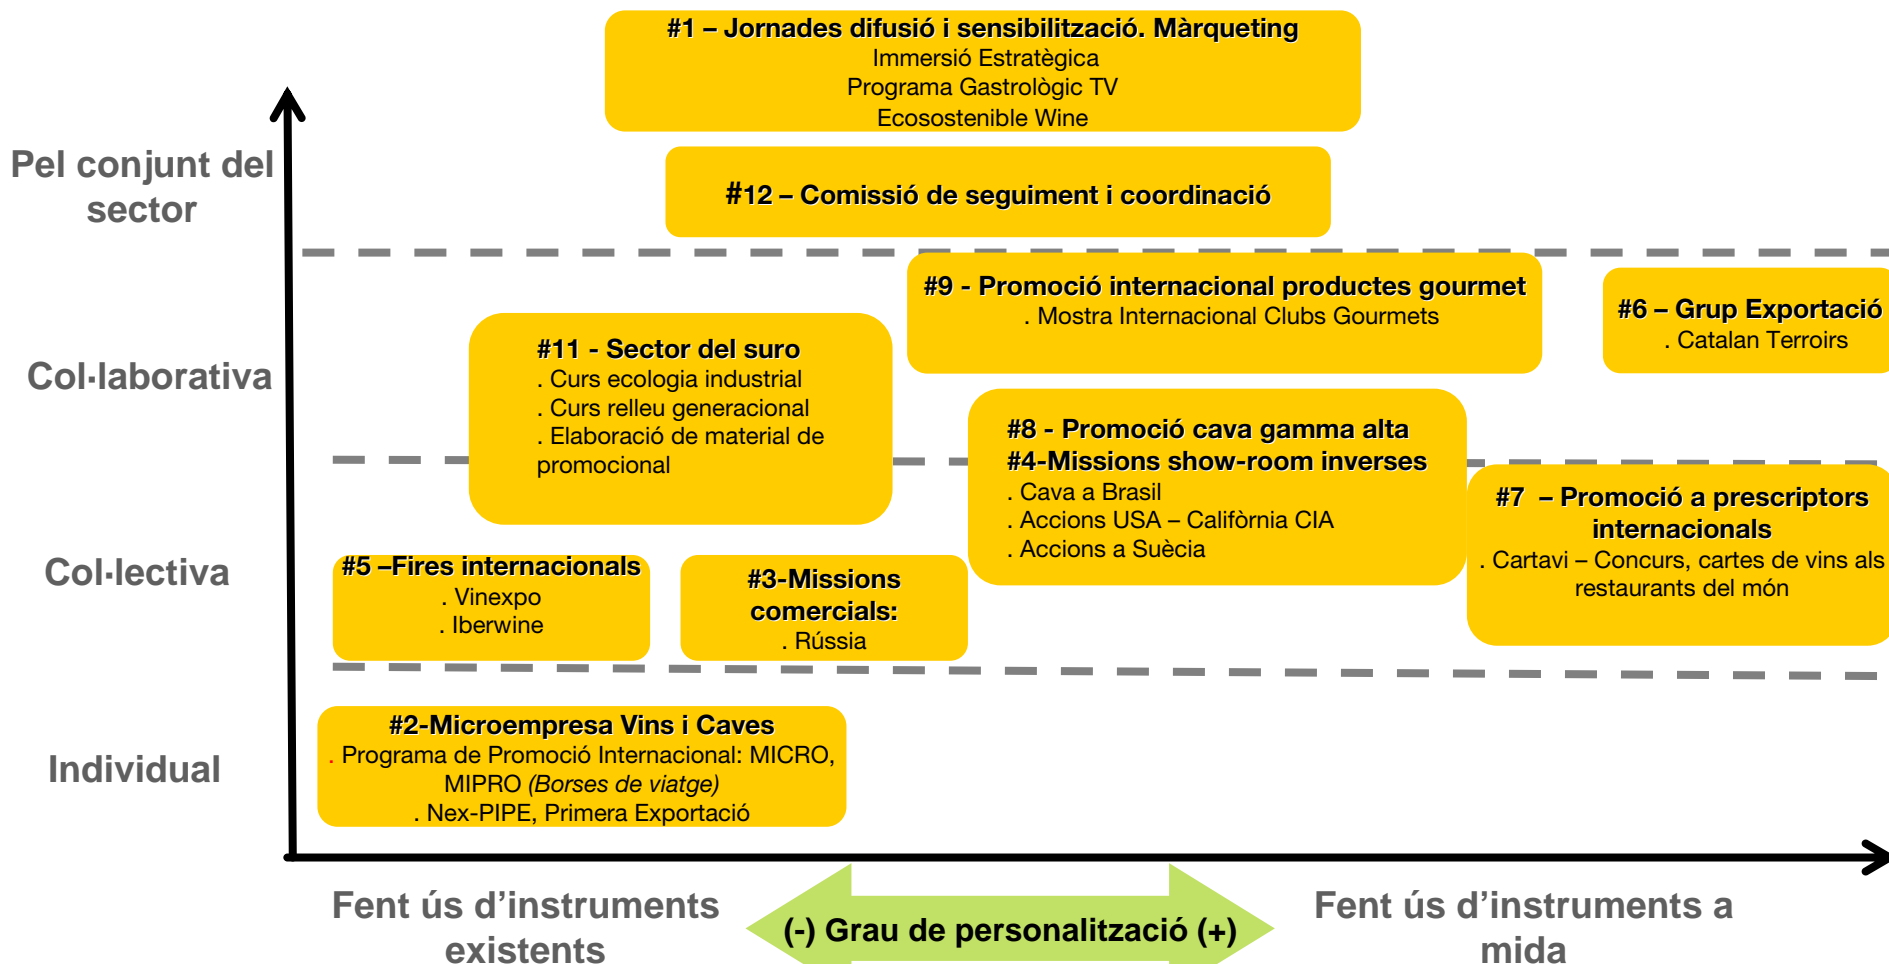 #1 – Jornades difusió i sensibilització. Màrqueting
Immersió Estratègica
Programa Gastrològic TV
Ecosostenible Wine
Pel conjunt del
sector
#12 – Comissió de seguiment i coordinació
#9 - Promoció internacional productes gourmet
. Mostra Internacional Clubs Gourmets
#6 – Grup Exportació
. Catalan Terroirs
Col·laborativa
#11 - Sector del suro
. Curs ecologia industrial
. Curs relleu generacional
. Elaboració de material de
promocional
#8 - Promoció cava gamma alta
#4-Missions show-room inverses
. Cava a Brasil
. Accions USA – Califòrnia CIA
. Accions a Suècia
#7 – Promoció a prescriptors
internacionals
. Cartavi – Concurs, cartes de vins als
restaurants del món
Col·lectiva
#5 –Fires internacionals
. Vinexpo
. Iberwine
#3-Missions
comercials:
. Rússia
Individual
#2-Microempresa Vins i Caves
. Programa de Promoció Internacional: MICRO,
MIPRO (Borses de viatge)
. Nex-PIPE, Primera Exportació
Fent ús d’instruments
existents
(-) Grau de personalització (+)
Fent ús d’instruments a
mida